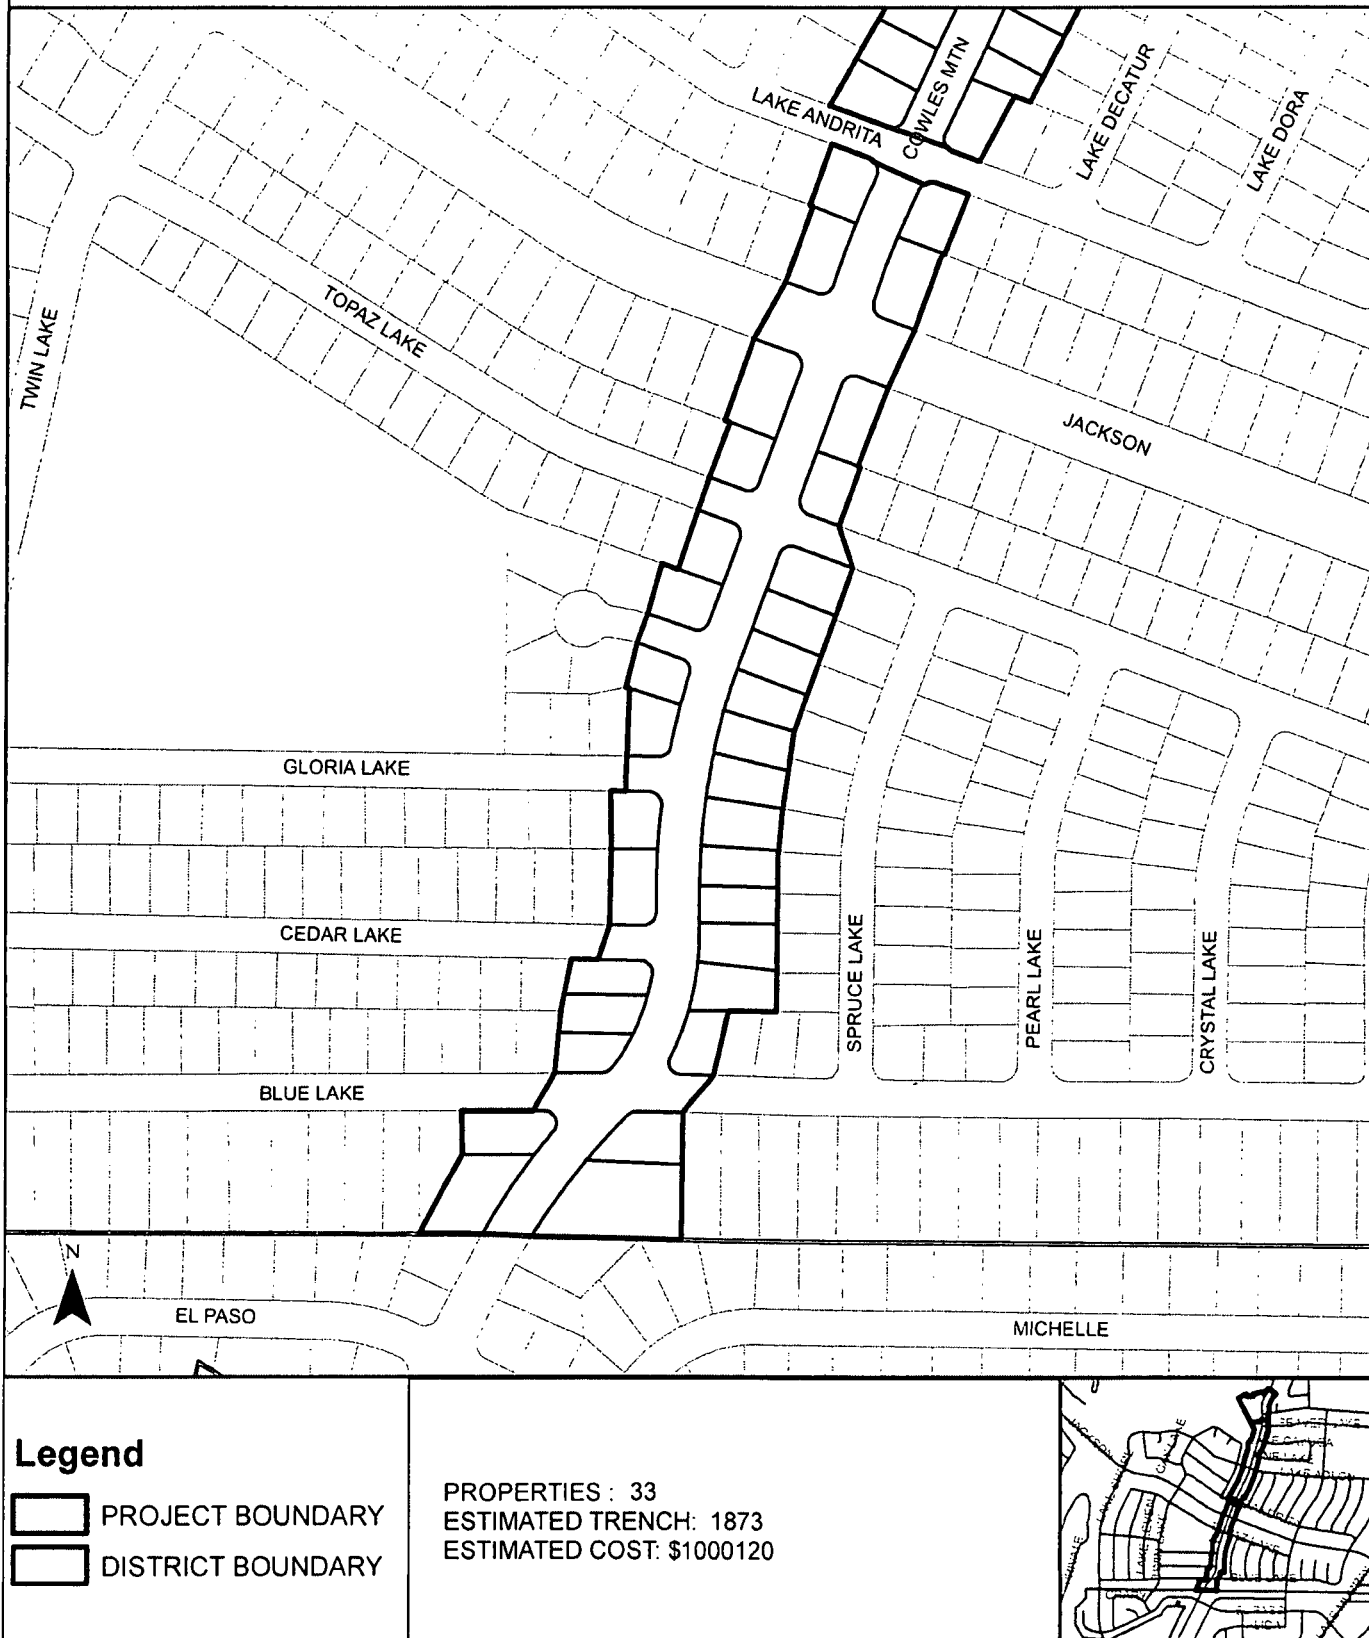 LAKE ANDRITA
COWLES MTN
LAKE DECATUR
LAKE DORA
TWIN LAKE
TOPAZ LAKE
JACKSON
GLORIA LAKE
CEDAR LAKE
SPRUCE LAKE
PEARL LAKE
CRYSTAL LAKE
BLUE LAKE
N
EL PASO
MICHELLE
Legend
PROJECT BOUNDARY
DISTRICT BOUNDARY
PROPERTIES : 33
ESTIMATED TRENCH: 1873
ESTIMATED COST: $1000120
JACKSON